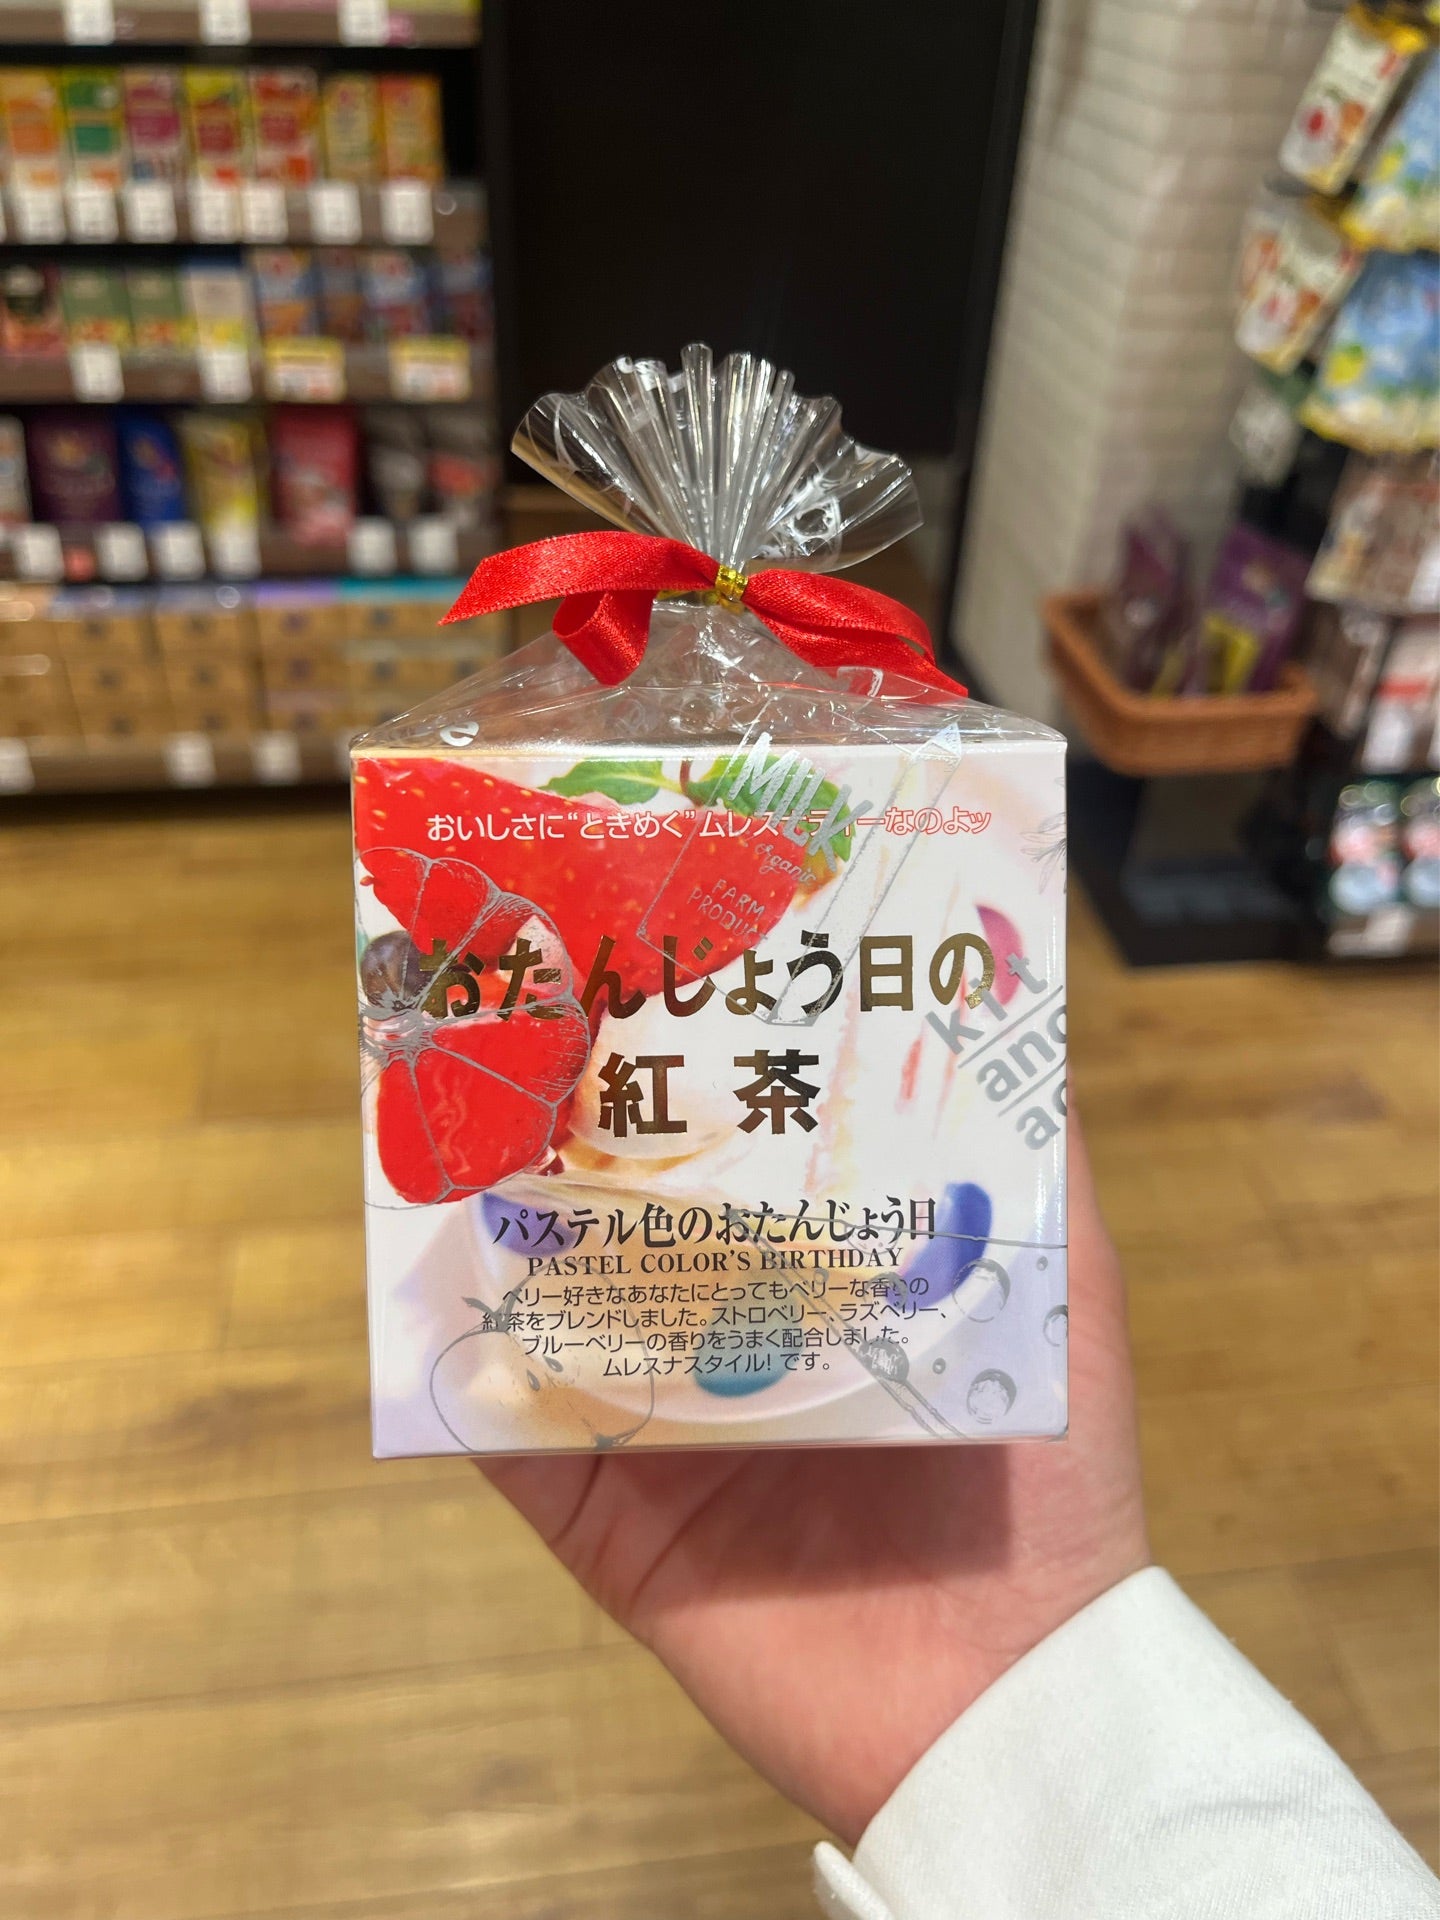 MILK
organic
FARM
PRODUCT
おいしさに“ときめく”ムレスナティーなのよッ
おたんじょう日の
紅茶
kit
ano
ac
パステル色のおたんじょう日
PASTEL COLOR'S BIRTHDAY
ベリー好きなあなたにとってもベリーな香りの
紅茶をブレンドしました。ストロベリー、ラズベリー、
ブルーベリーの香りをうまく配合しました。
ムレスナスタイル！です。